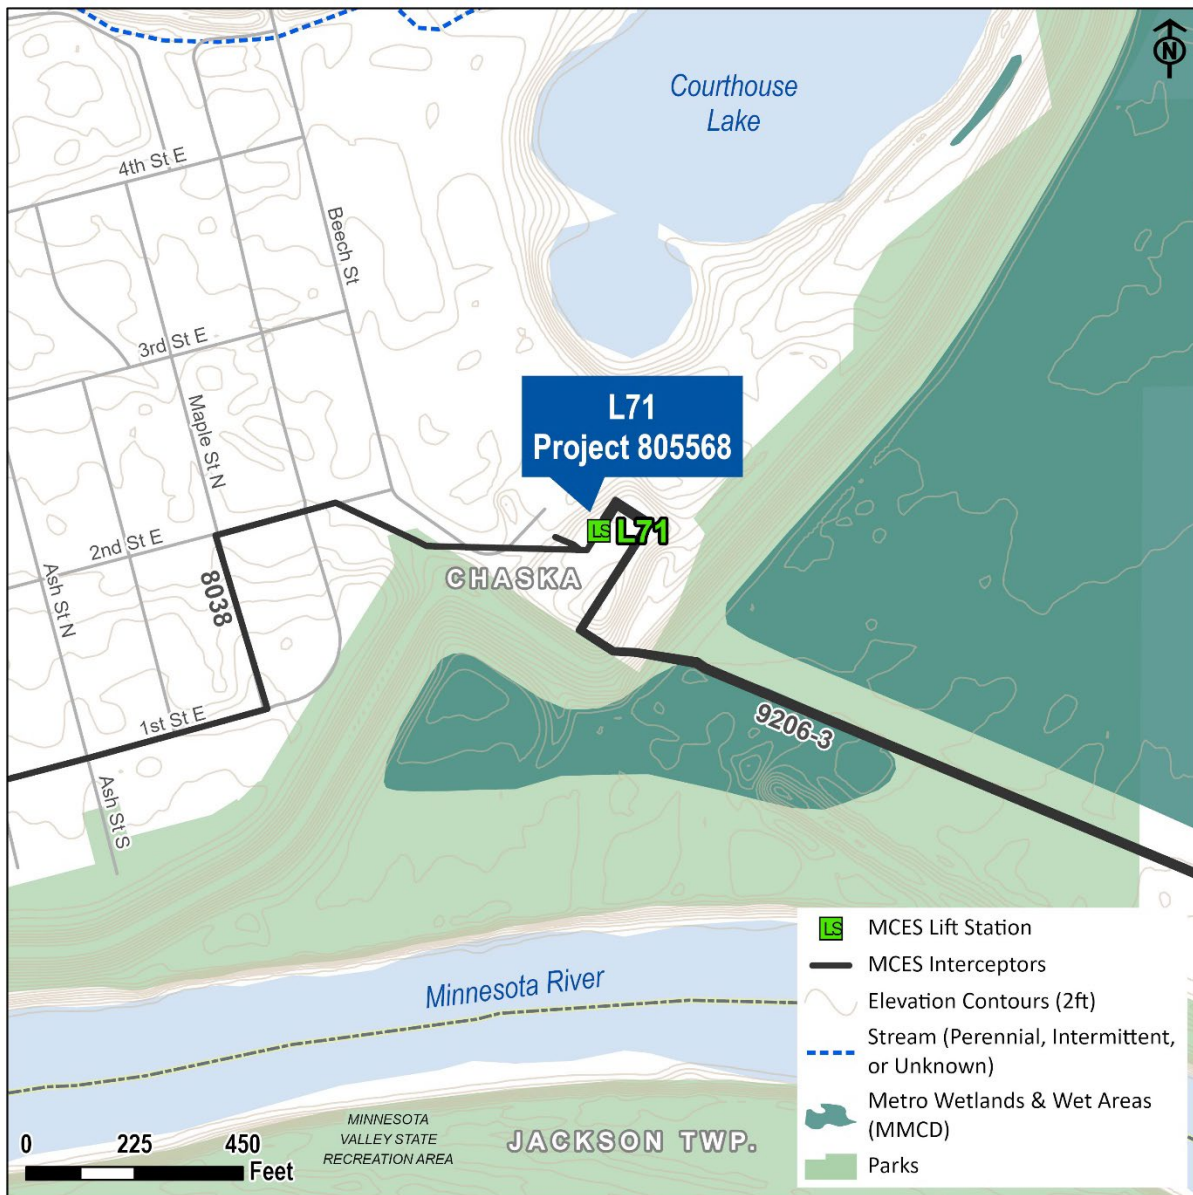 N
Courthouse
Lake
4th St E
Beech St
3rd St E
Maple St N
L71
Project 805568
LS L71
2nd St E
CHASKA
Ash St N
8038
1st St E
9206-3
Ash St S
Minnesota River
MINNESOTA
VALLEY STATE
RECREATION AREA
JACKSON TWP.
0 225 450
Feet
LS MCES Lift Station
MCES Interceptors
Elevation Contours (2ft)
Stream (Perennial, Intermittent,
or Unknown)
Metro Wetlands & Wet Areas
(MMCD)
Parks